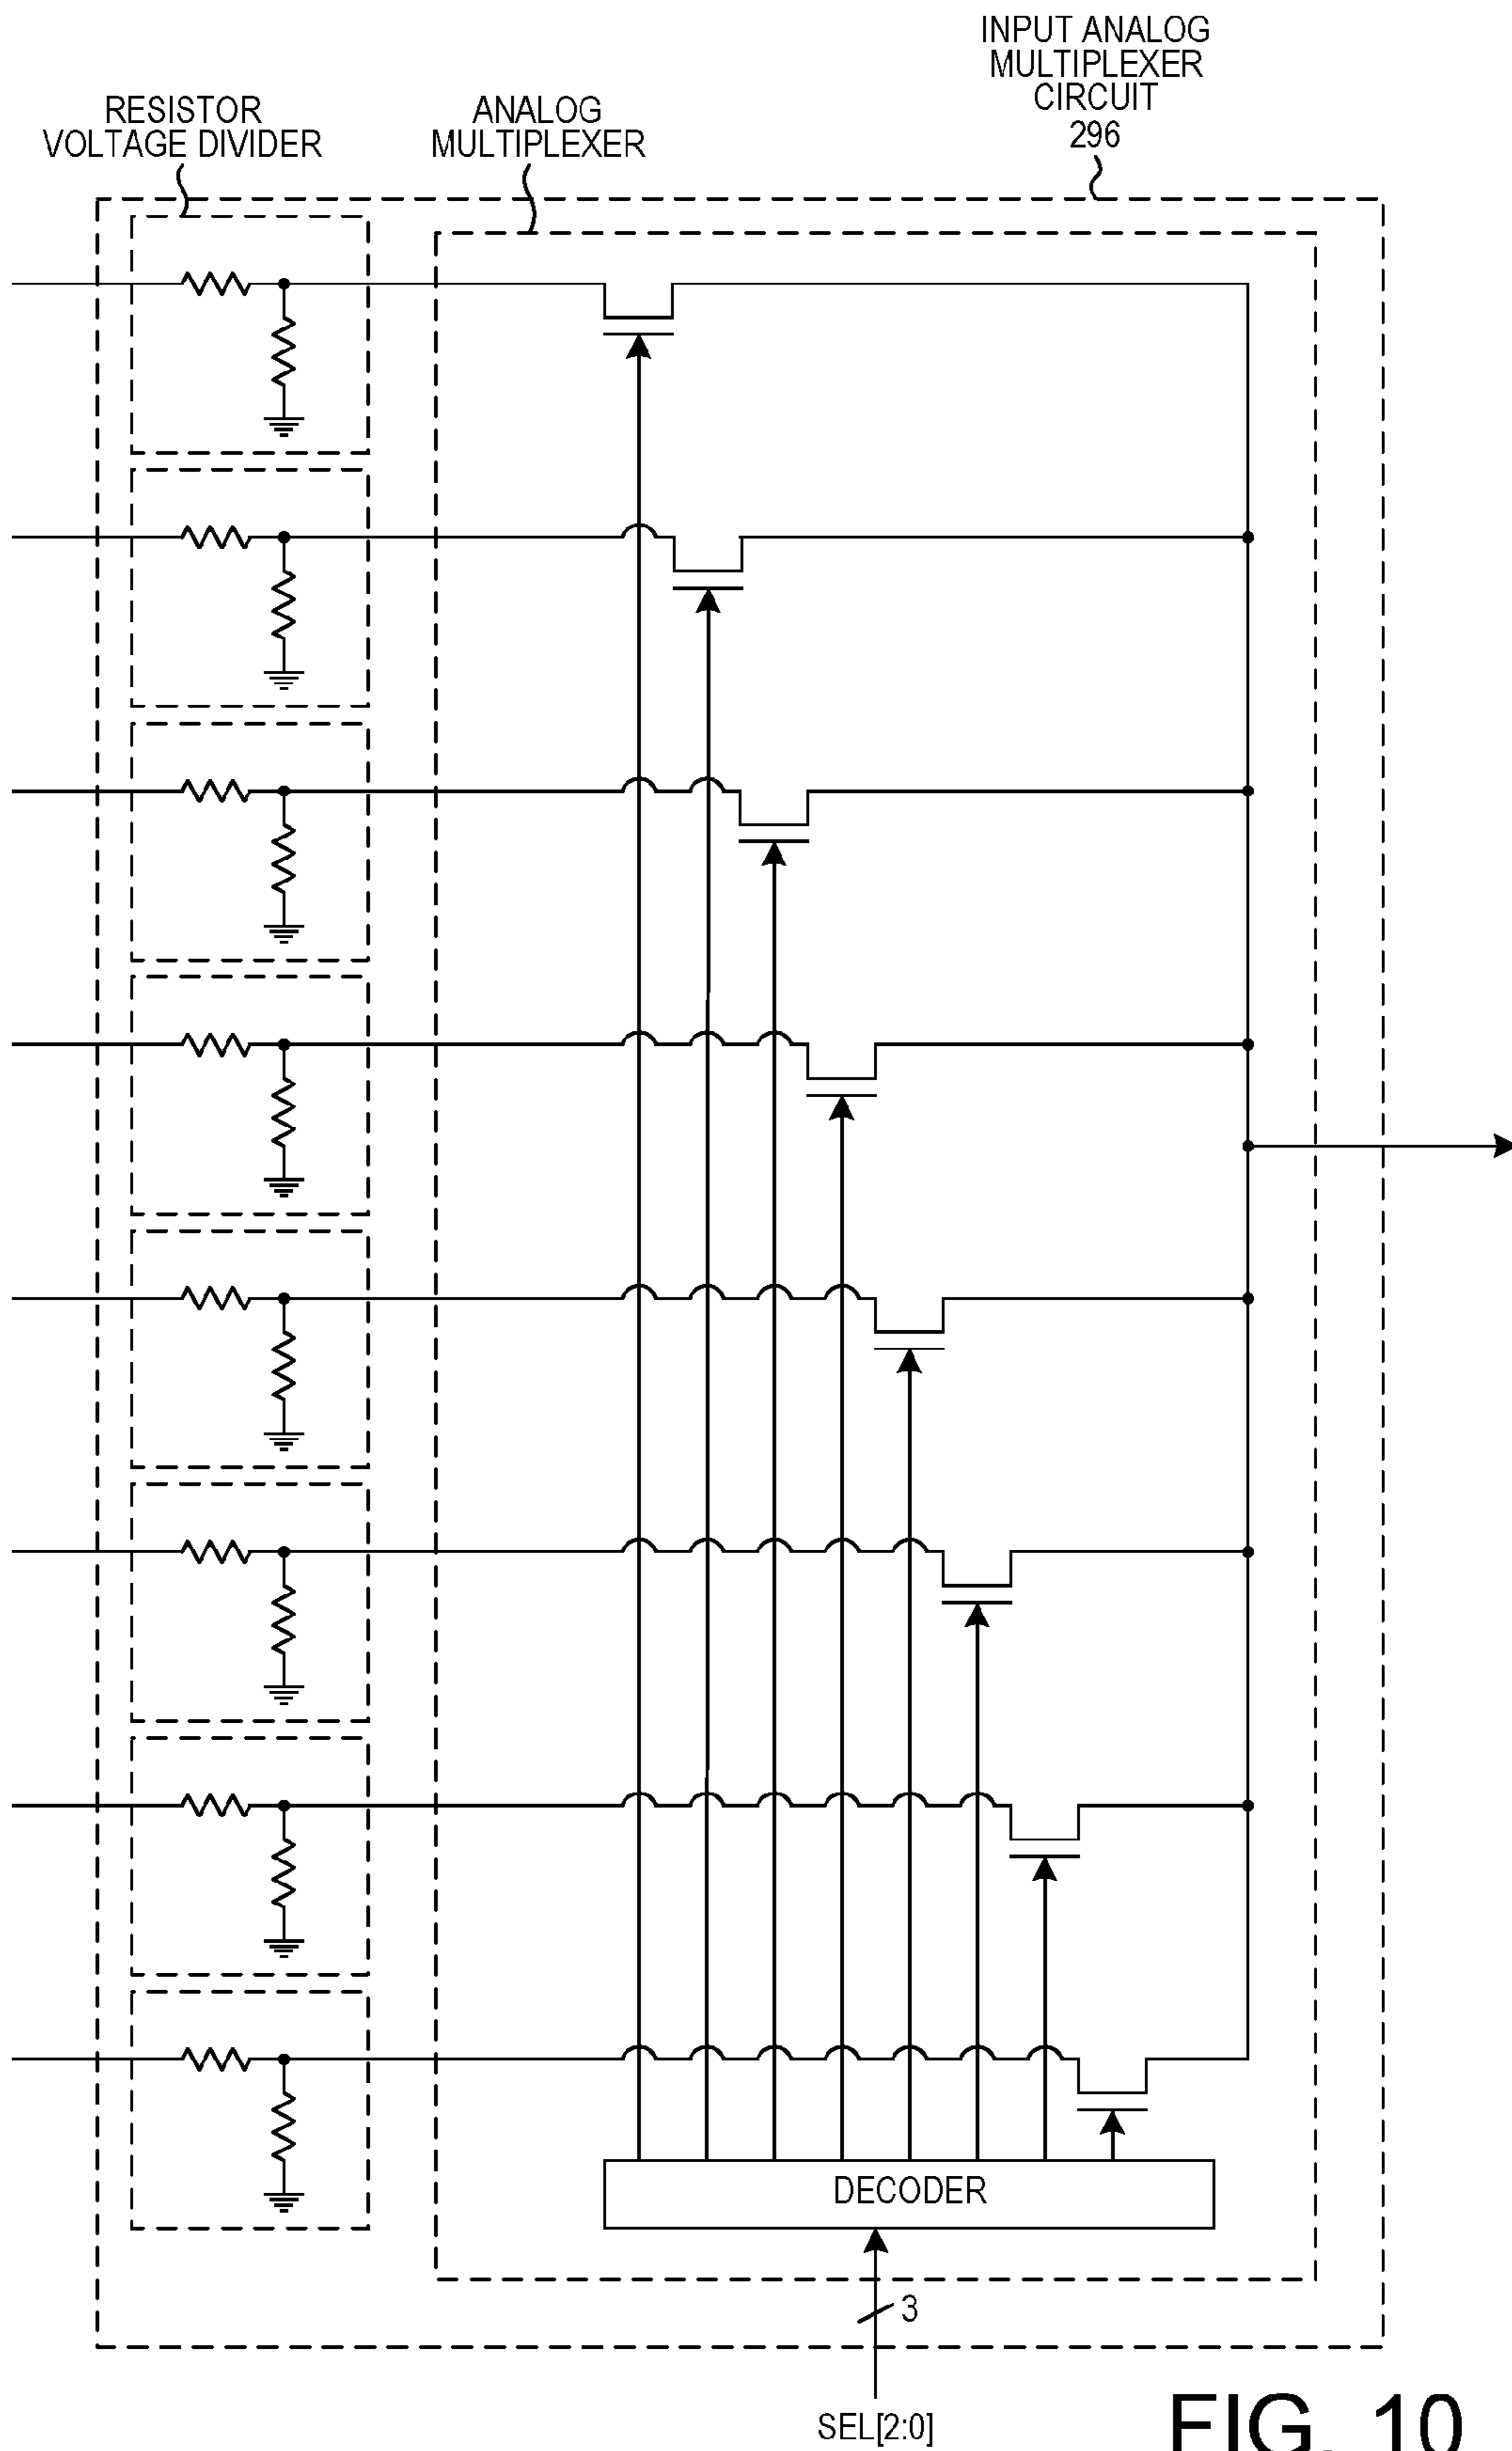 INPUT ANALOG
MULTIPLEXER
CIRCUIT
296
RESISTOR
VOLTAGE DIVIDER
ANALOG
MULTIPLEXER
DECODER
3
SEL[2:0]
FIG. 10